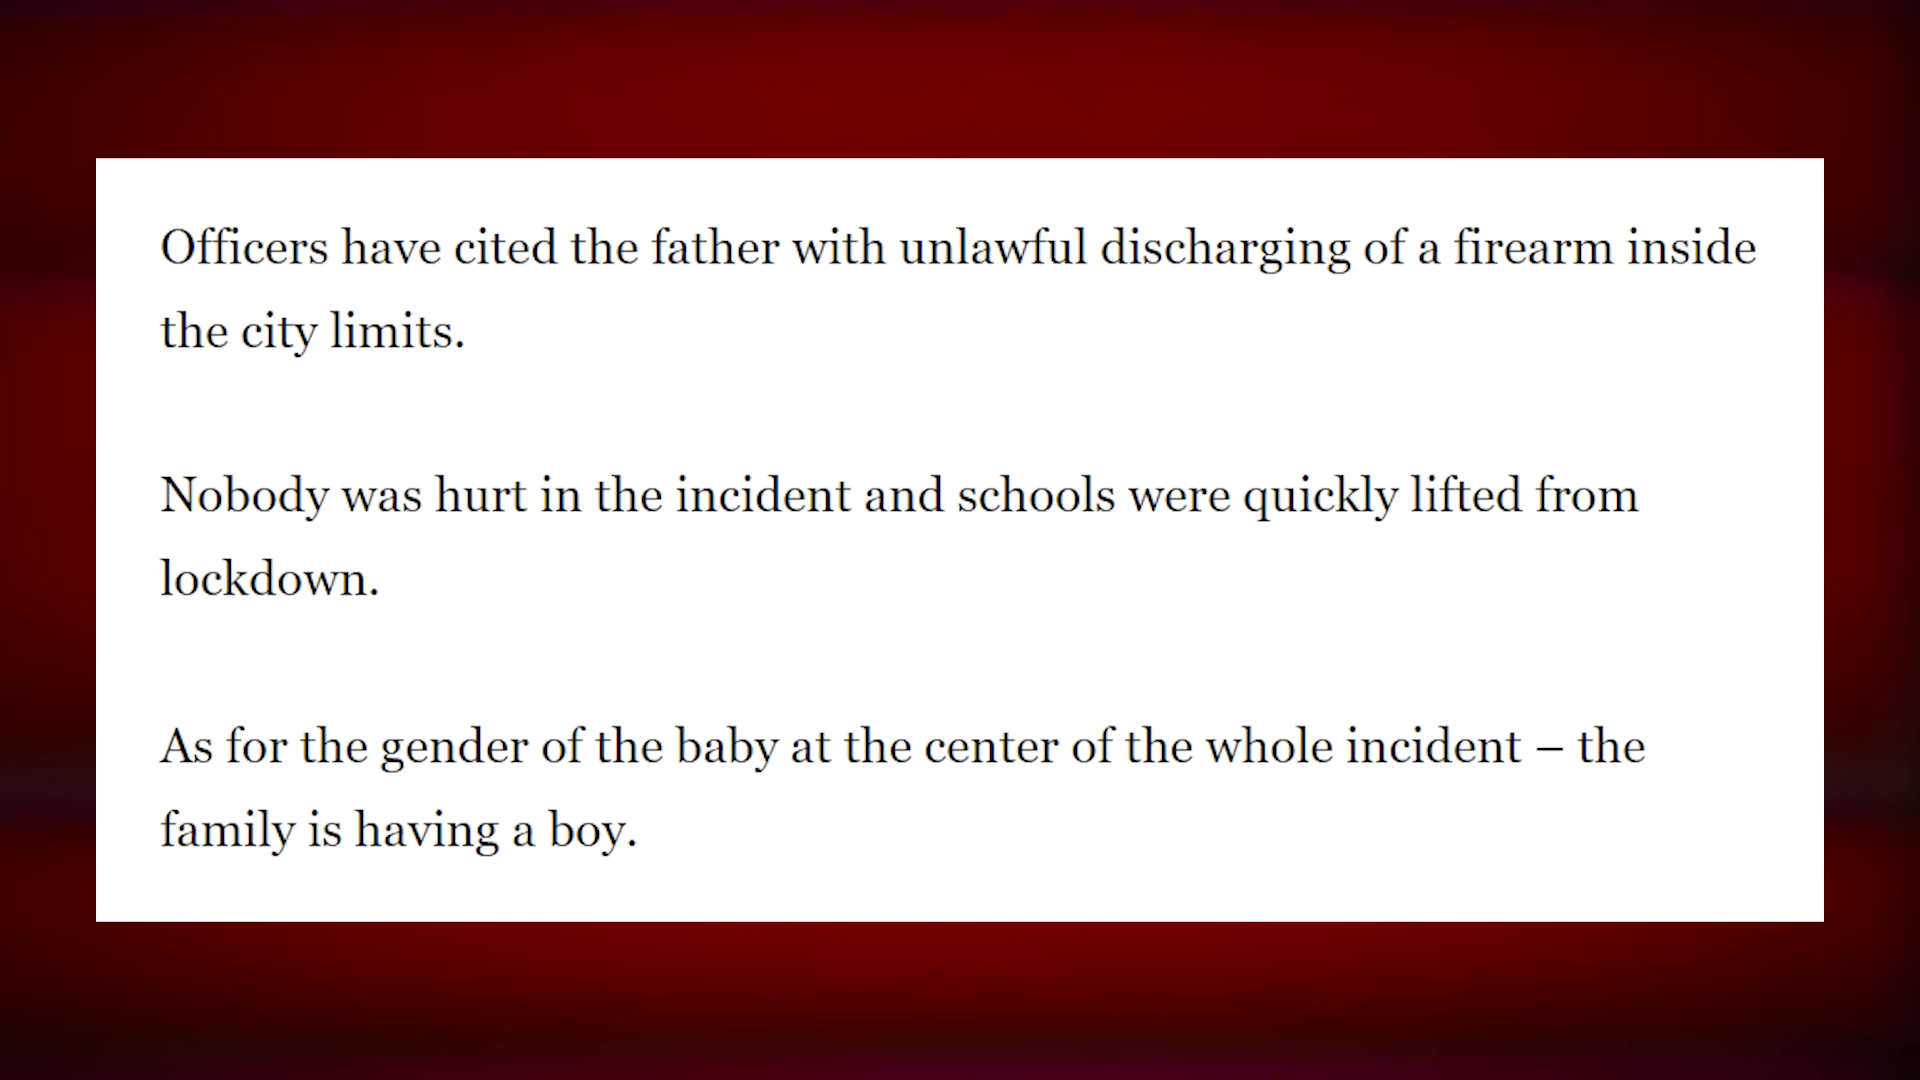 Officers have cited the father with unlawful discharging of a firearm inside
the city limits.
Nobody was hurt in the incident and schools were quickly lifted from
lockdown.
As for the gender of the baby at the center of the whole incident – the
family is having a boy.